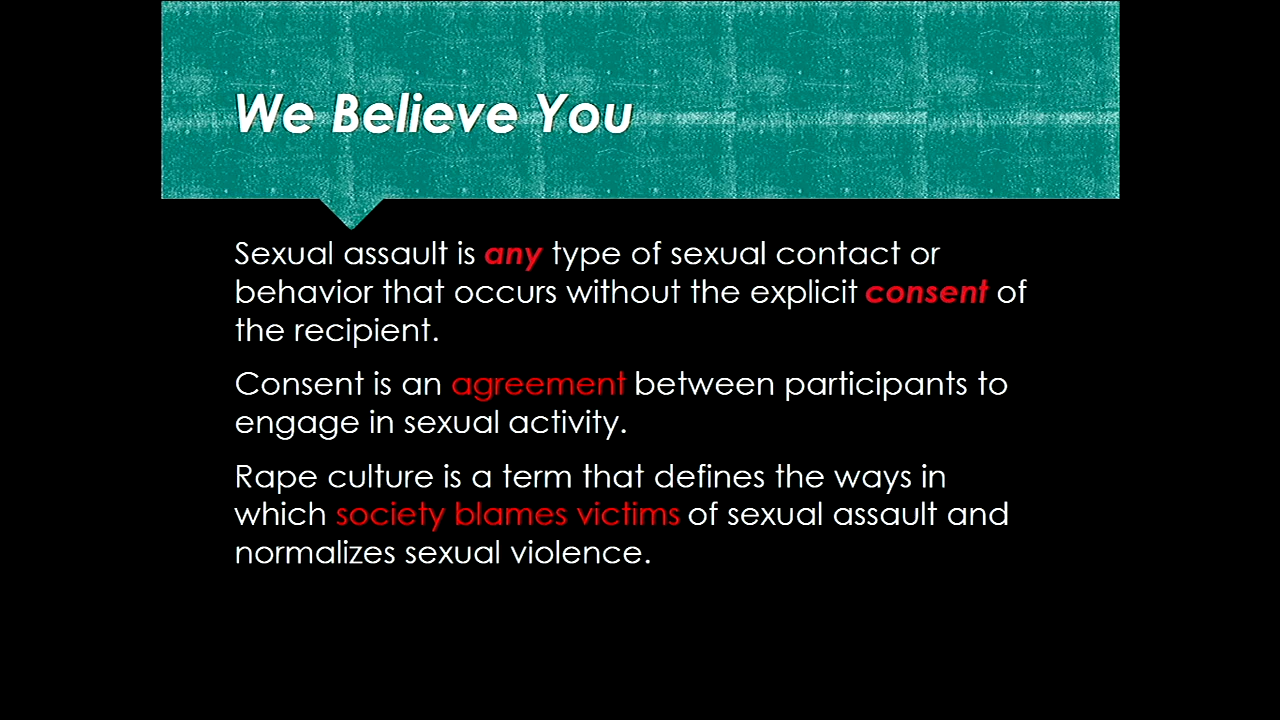 We Believe You
Sexual assault is any type of sexual contact or
behavior that occurs without the explicit consent of
the recipient.
Consent is an agreement between participants to
engage in sexual activity.
Rape culture is a term that defines the ways in
which society blames victims of sexual assault and
normalizes sexual violence.